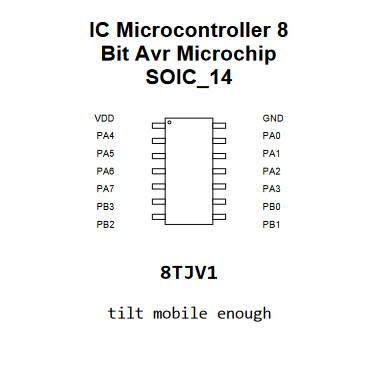 IC Microcontroller 8
Bit Avr Microchip
SOIC_14
VDD GND
PA4 PA0
PA5 PA1
PA6 PA2
PA7 PA3
PB3 PB0
PB2 PB1
8TJV1
tilt mobile enough